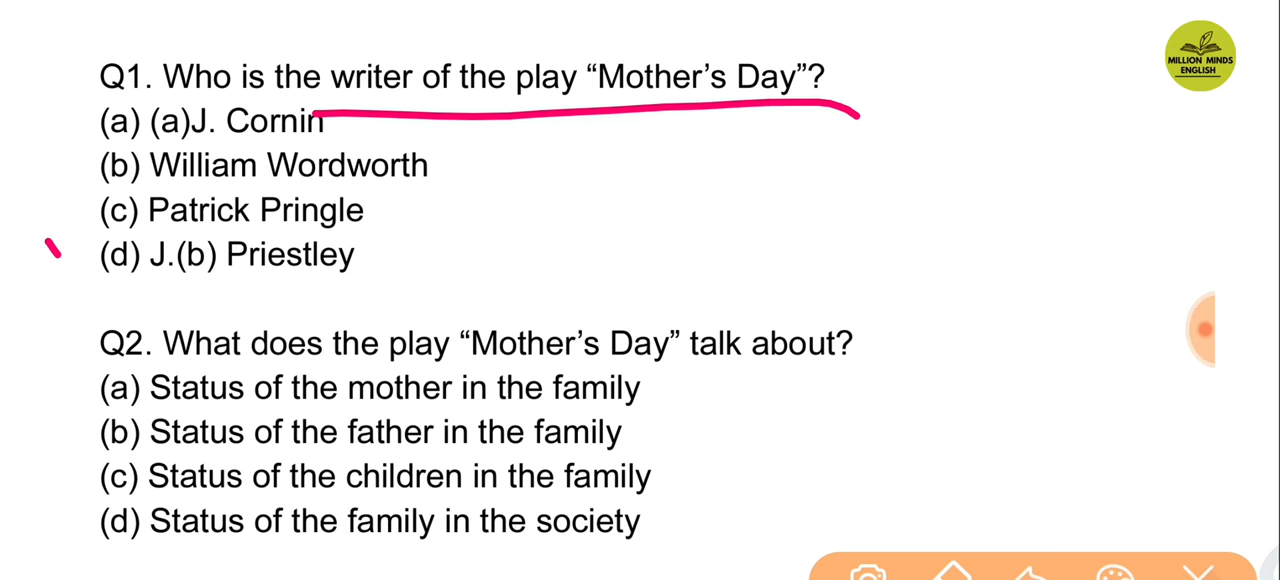 MILLION MINDS
ENGLISH
Q1. Who is the writer of the play “Mother’s Day”?
(a) (a)J. Cornin
(b) William Wordworth
(c) Patrick Pringle
(d) J.(b) Priestley
Q2. What does the play “Mother’s Day” talk about?
(a) Status of the mother in the family
(b) Status of the father in the family
(c) Status of the children in the family
(d) Status of the family in the society